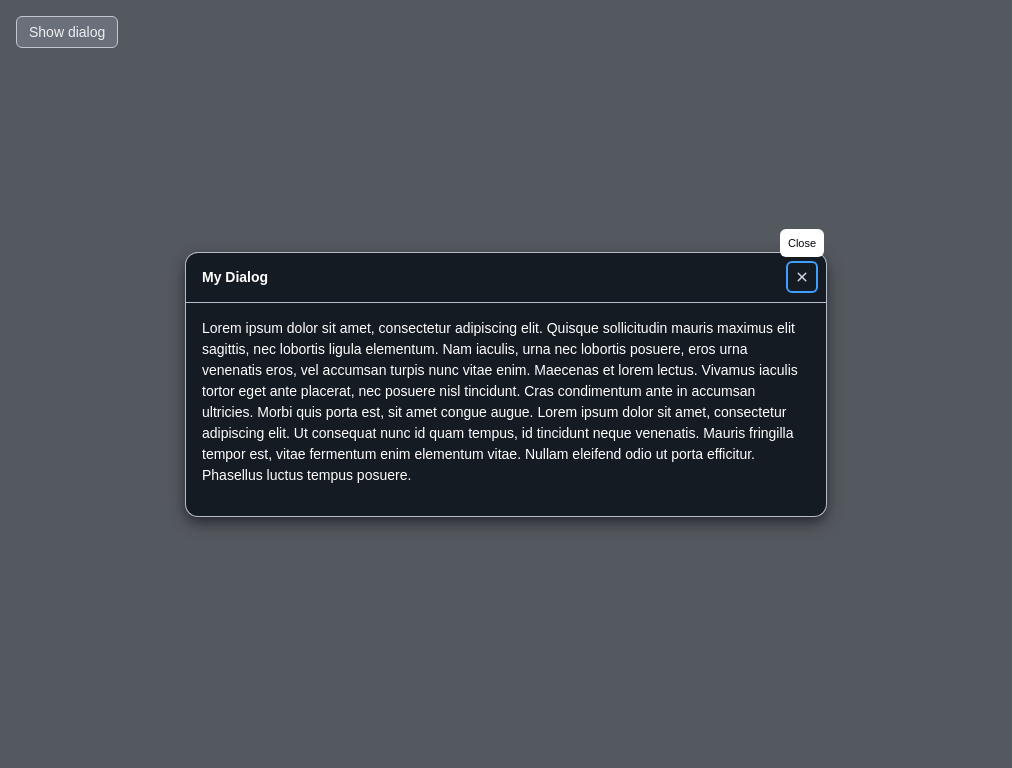 Show dialog
Close
My Dialog
Lorem ipsum dolor sit amet, consectetur adipiscing elit. Quisque sollicitudin mauris maximus elit
sagittis, nec lobortis ligula elementum. Nam iaculis, urna nec lobortis posuere, eros urna
venenatis eros, vel accumsan turpis nunc vitae enim. Maecenas et lorem lectus. Vivamus iaculis
tortor eget ante placerat, nec posuere nisl tincidunt. Cras condimentum ante in accumsan
ultricies. Morbi quis porta est, sit amet congue augue. Lorem ipsum dolor sit amet, consectetur
adipiscing elit. Ut consequat nunc id quam tempus, id tincidunt neque venenatis. Mauris fringilla
tempor est, vitae fermentum enim elementum vitae. Nullam eleifend odio ut porta efficitur.
Phasellus luctus tempus posuere.